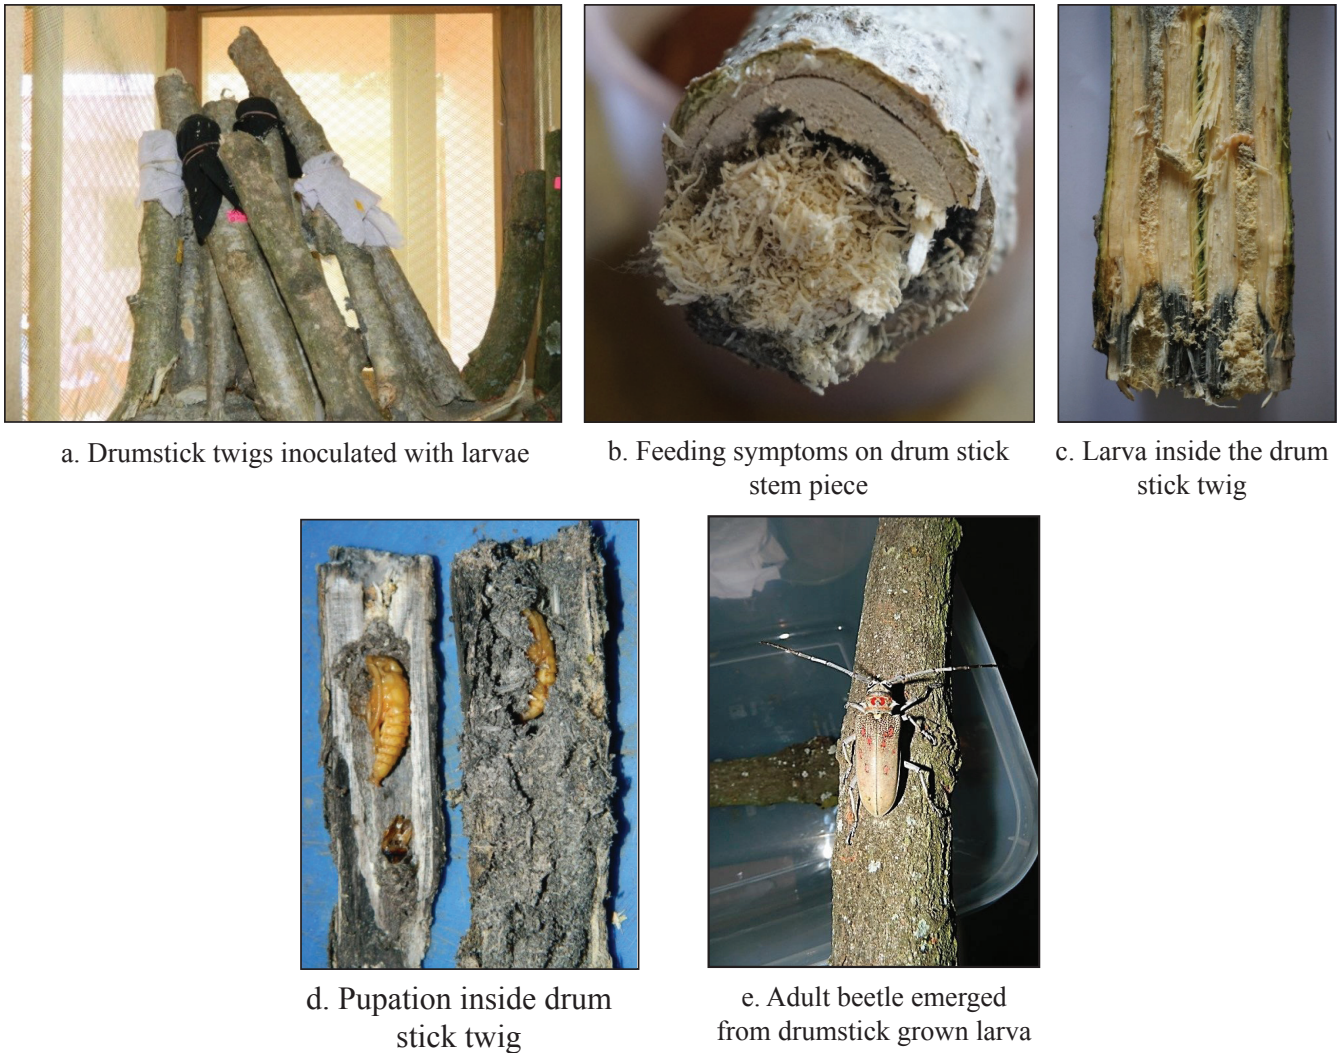 a. Drumstick twigs inoculated with larvae
b. Feeding symptoms on drum stick
stem piece
c. Larva inside the drum
stick twig
d. Pupation inside drum
stick twig
e. Adult beetle emerged
from drumstick grown larva